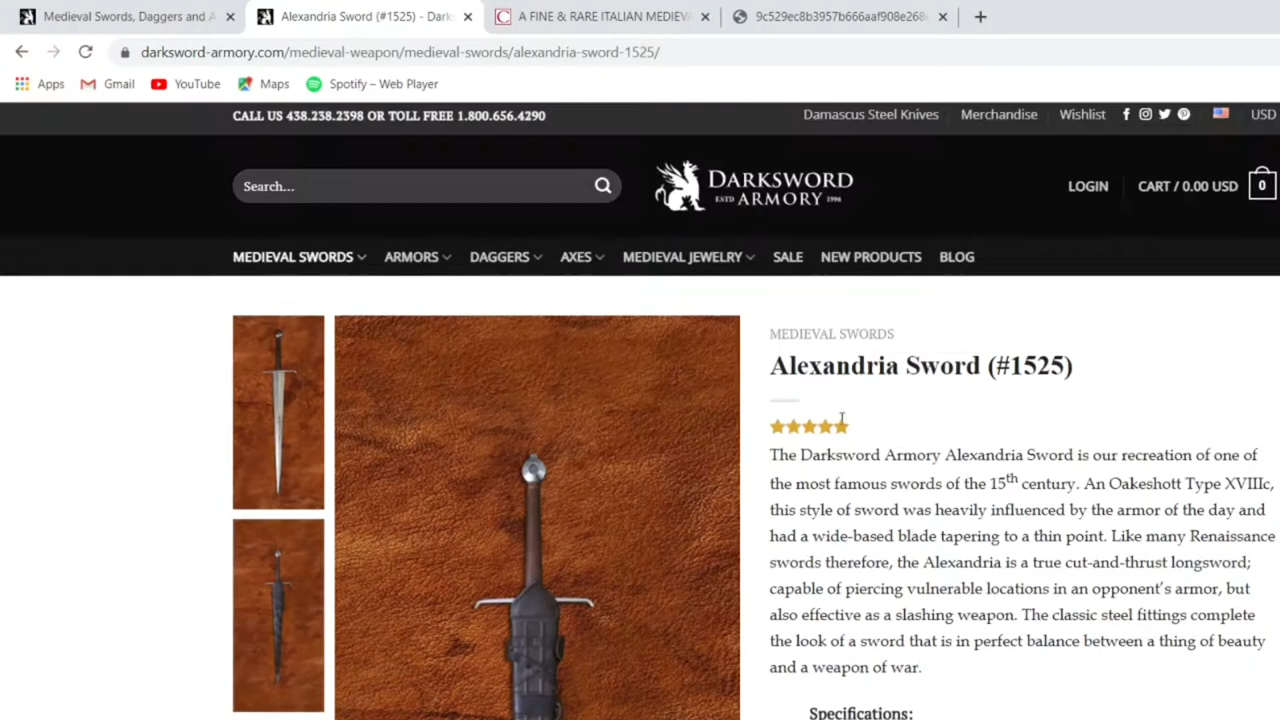 Medieval Swords, Daggers and A
Alexandria Sword (#1525) - Dark
A FINE & RARE ITALIAN MEDIEVA
9c529ec8b3957b666aaf908e268
darksword-armory.com/medieval-weapon/medieval-swords/alexandria-sword-1525/
Apps Gmail YouTube Maps Spotify – Web Player
CALL US 438.238.2398 OR TOLL FREE 1.800.656.4290
Damascus Steel Knives Merchandise Wishlist USD
Search...
DARKSWORD
ESTD ARMORY 1996
LOGIN CART / 0.00 USD 0
MEDIEVAL SWORDS ARMORS DAGGERS AXES MEDIEVAL JEWELRY SALE NEW PRODUCTS BLOG
MEDIEVAL SWORDS
Alexandria Sword (#1525)
The Darksword Armory Alexandria Sword is our recreation of one of
the most famous swords of the 15th century. An Oakeshott Type XVIIIc,
this style of sword was heavily influenced by the armor of the day and
had a wide-based blade tapering to a thin point. Like many Renaissance
swords therefore, the Alexandria is a true cut-and-thrust longsword;
capable of piercing vulnerable locations in an opponent's armor, but
also effective as a slashing weapon. The classic steel fittings complete
the look of a sword that is in perfect balance between a thing of beauty
and a weapon of war.
Specifications: